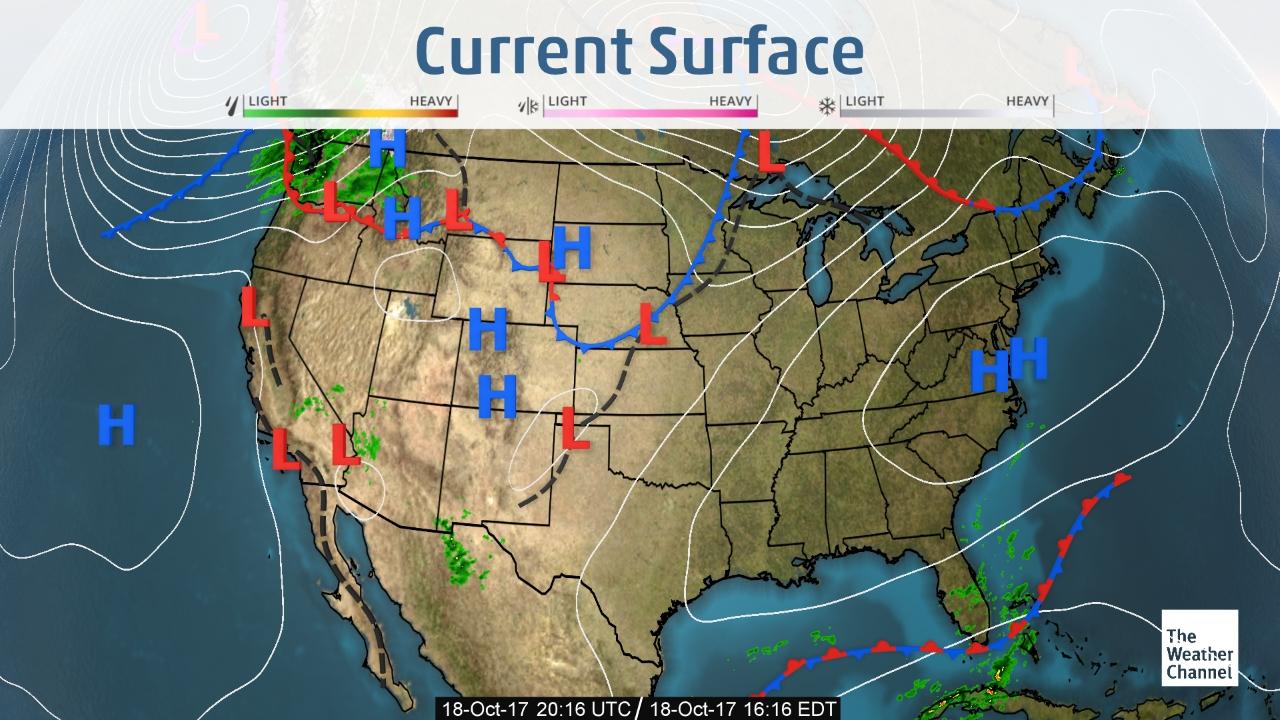 Current Surface
LIGHT HEAVY LIGHT HEAVY LIGHT HEAVY
L
L
L
H
L
H
L
L
H
L
H
L
H
L
H
H
H
H
L
L
L
The
Weather
Channel
18-Oct-17 20:16 UTC / 18-Oct-17 16:16 EDT